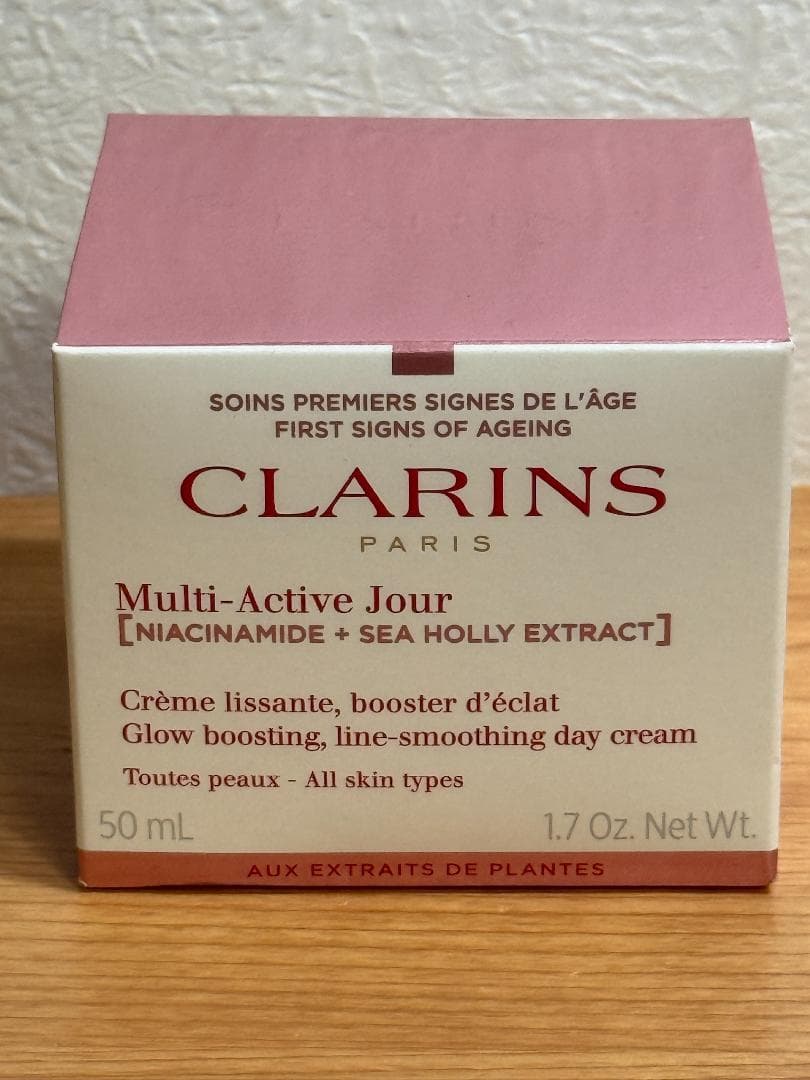 SOINS PREMIERS SIGNES DE L'ÂGE
FIRST SIGNS OF AGEING
CLARINS
PARIS
Multi-Active Jour
[NIACINAMIDE + SEA HOLLY EXTRACT]
Crème lissante, booster d'éclat
Glow boosting, line-smoothing day cream
Toutes peaux - All skin types
50 mL 1.7 Oz. Net Wt.
AUX EXTRAITS DE PLANTES